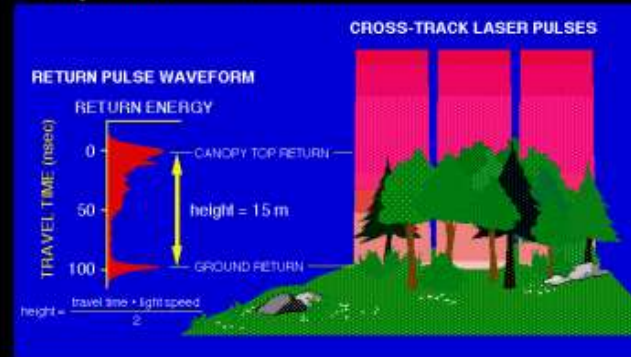 CROSS-TRACK LASER PULSES
RETURN PULSE WAVEFORM
RETURN ENERGY
TRAVEL TIME (nsec)
0
CANOPY TOP RETURN
50
height = 15 m
100
GROUND RETURN
height = travel time • light speed
2